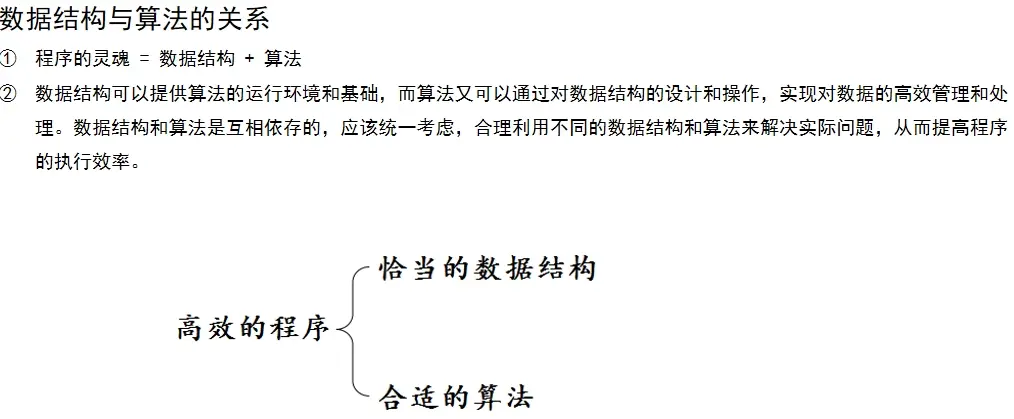 数据结构与算法的关系
① 程序的灵魂 = 数据结构 + 算法
② 数据结构可以提供算法的运行环境和基础，而算法又可以通过对数据结构的设计和操作，实现对数据的高效管理和处
理。数据结构和算法是互相依存的，应该统一考虑，合理利用不同的数据结构和算法来解决实际问题，从而提高程序
的执行效率。
恰当的数据结构
高效的程序
合适的算法